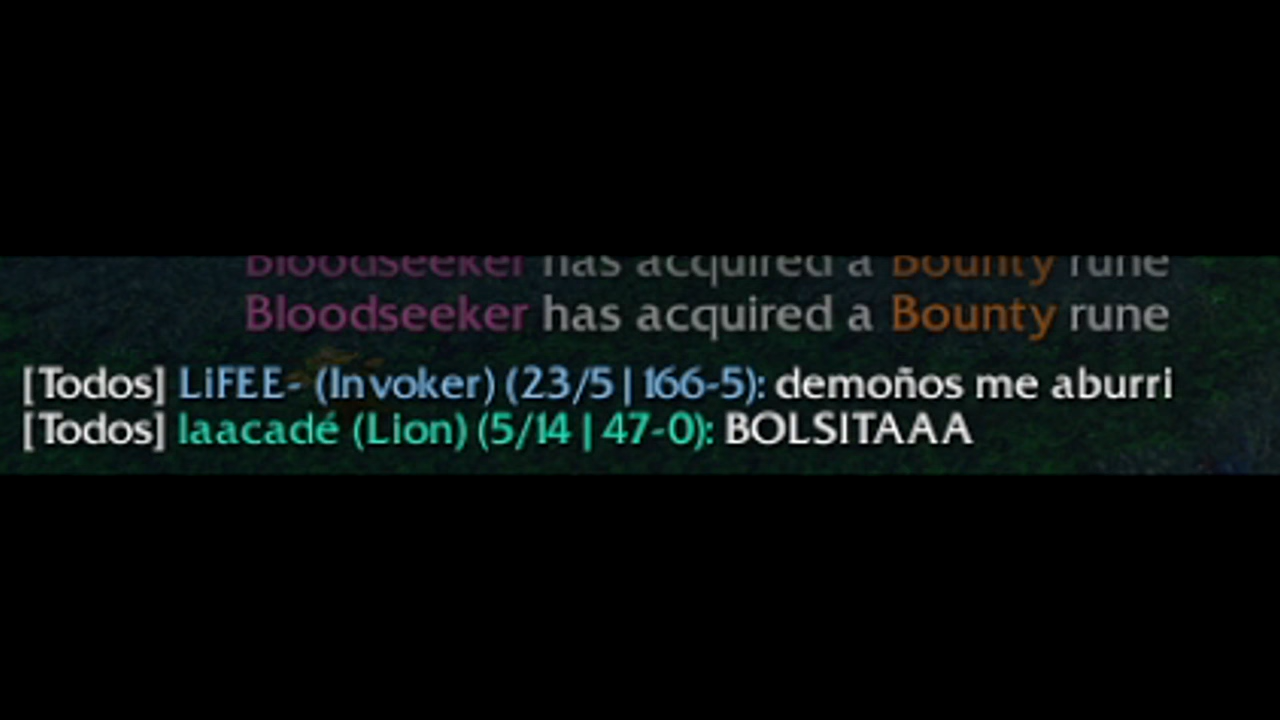 Bloodseeker has acquired a Bounty rune
Bloodseeker has acquired a Bounty rune
[Todos] LiFEE- (Invoker) (23/5 | 166-5): demoños me aburri
[Todos] laacadé (Lion) (5/14 | 47-0): BOLSITAAA